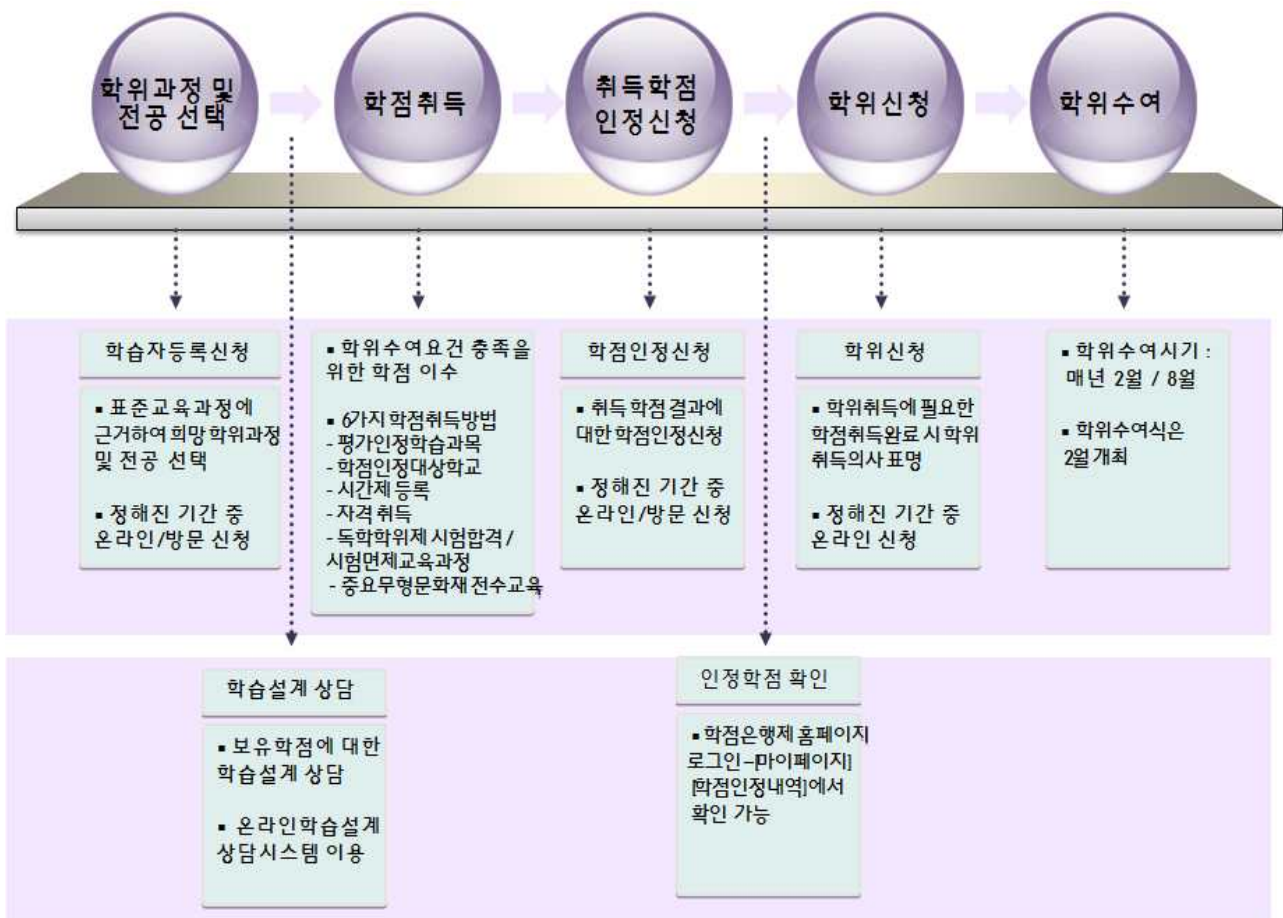 학위과정 및
전공 선택
학점취득
취득학점
인정신청
학위신청
학위수여
학습자등록신청
▪ 표준교육과정에
근거하여 희망 학위과정
및 전공 선택
▪ 정해진 기간 중
온라인/방문 신청
▪ 학위수여요건 충족을
위한 학점 이수
▪ 6가지 학점취득방법
- 평가인정학습과목
- 학점인정대상학교
- 시간제 등록
- 자격 취득
- 독학학위제 시험합격 /
시험면제교육과정
- 중요무형문화재 전수교육
학점인정신청
▪ 취득 학점 결과에
대한 학점인정신청
▪ 정해진 기간 중
온라인/방문 신청
학위신청
▪ 학위취득에 필요한
학점취득완료 시 학위
취득의사 표명
▪ 정해진 기간 중
온라인 신청
▪ 학위수여시기 :
매년 2월 / 8월
▪ 학위수여식은
2월 개최
학습설계 상담
▪ 보유학점에 대한
학습설계 상담
▪ 온라인학습설계
상담시스템 이용
인정학점 확인
▪ 학점은행제 홈페이지
로그인-[마이페이지]
[학점인정내역]에서
확인 가능